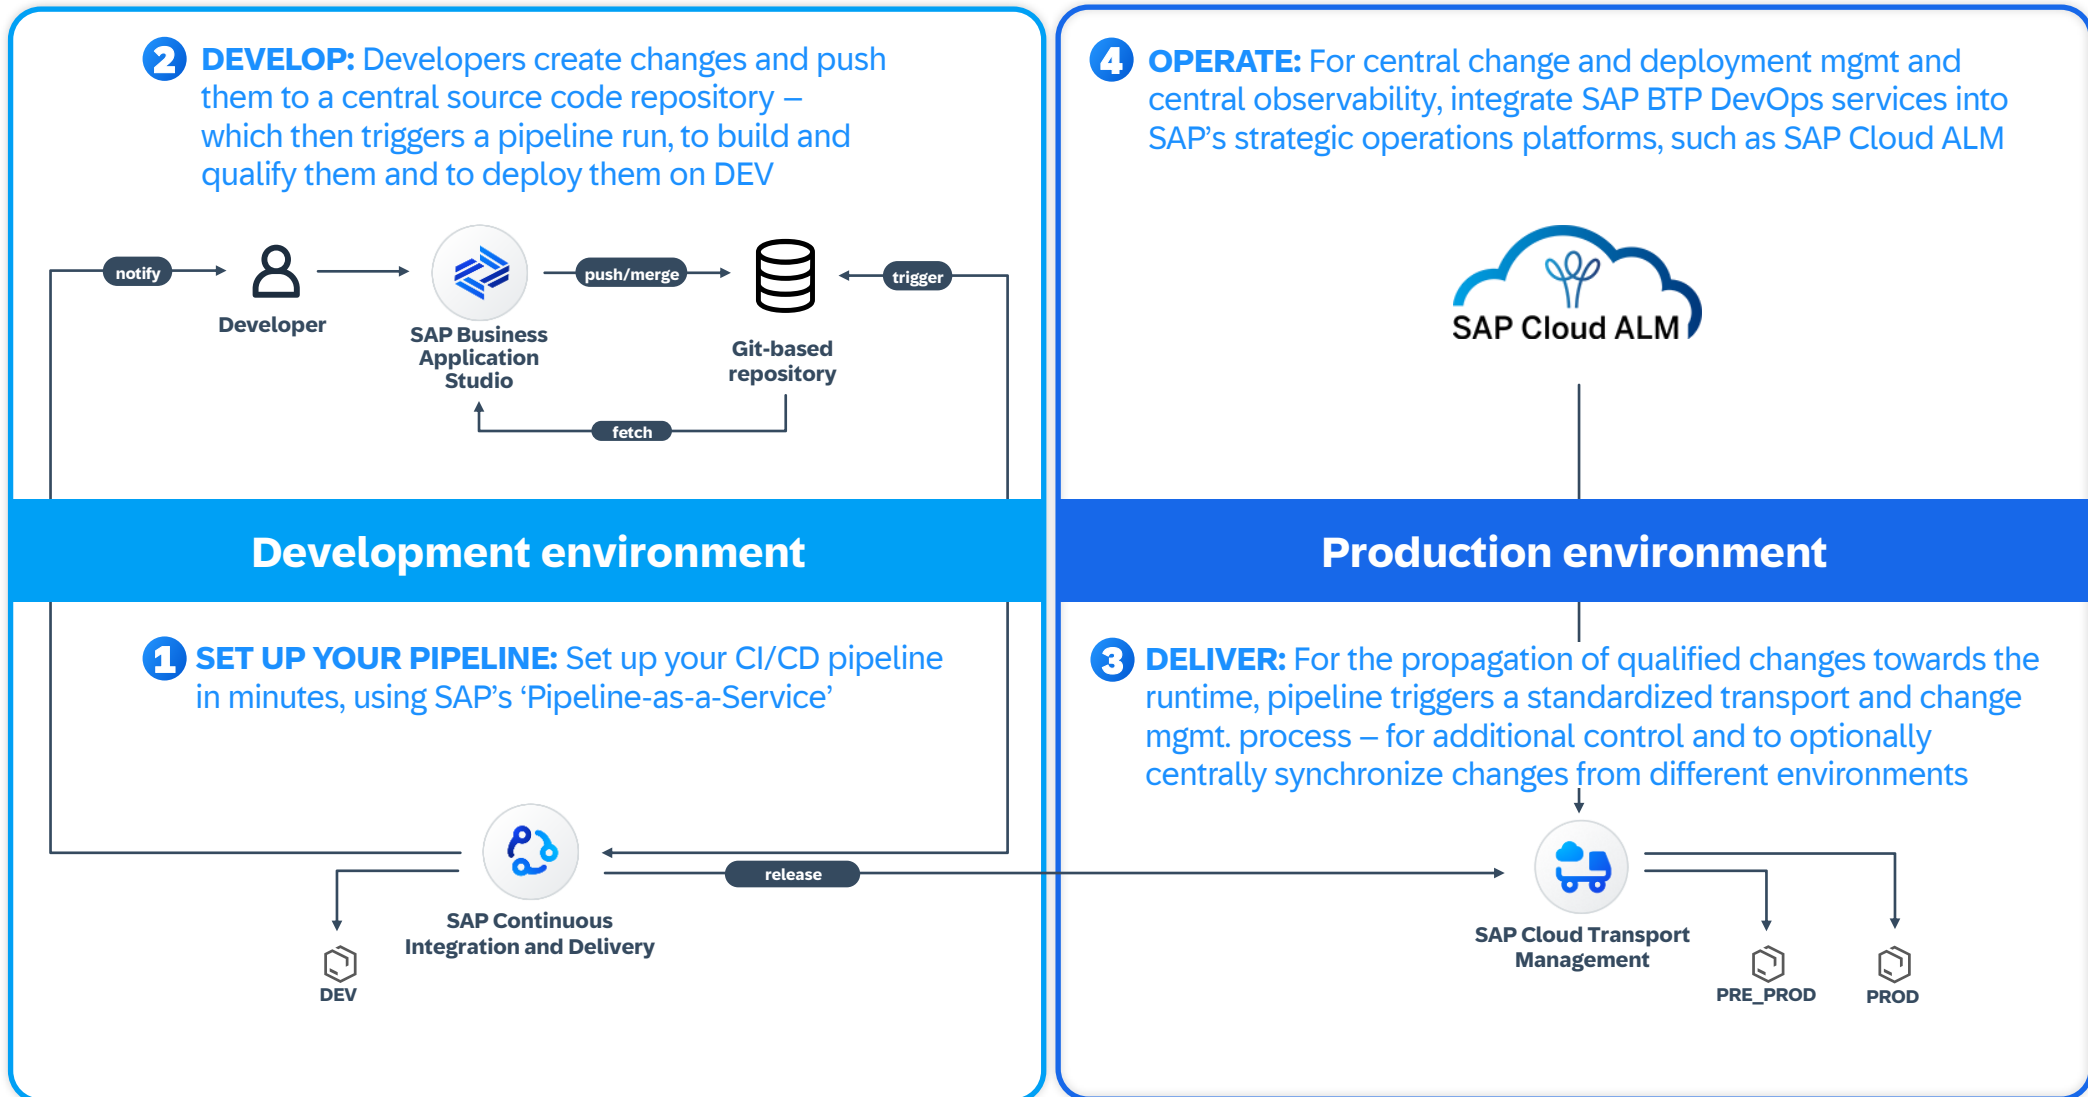 2 DEVELOP: Developers create changes and push
them to a central source code repository –
which then triggers a pipeline run, to build and
qualify them and to deploy them on DEV
notify
Developer
SAP Business
Application
Studio
push/merge
Git-based
repository
trigger
fetch
Development environment
1 SET UP YOUR PIPELINE: Set up your CI/CD pipeline
in minutes, using SAP’s ‘Pipeline-as-a-Service’
release
SAP Continuous
Integration and Delivery
DEV
4 OPERATE: For central change and deployment mgmt and
central observability, integrate SAP BTP DevOps services into
SAP’s strategic operations platforms, such as SAP Cloud ALM
SAP Cloud ALM
Production environment
3 DELIVER: For the propagation of qualified changes towards the
runtime, pipeline triggers a standardized transport and change
mgmt. process – for additional control and to optionally
centrally synchronize changes from different environments
SAP Cloud Transport
Management
PRE_PROD
PROD